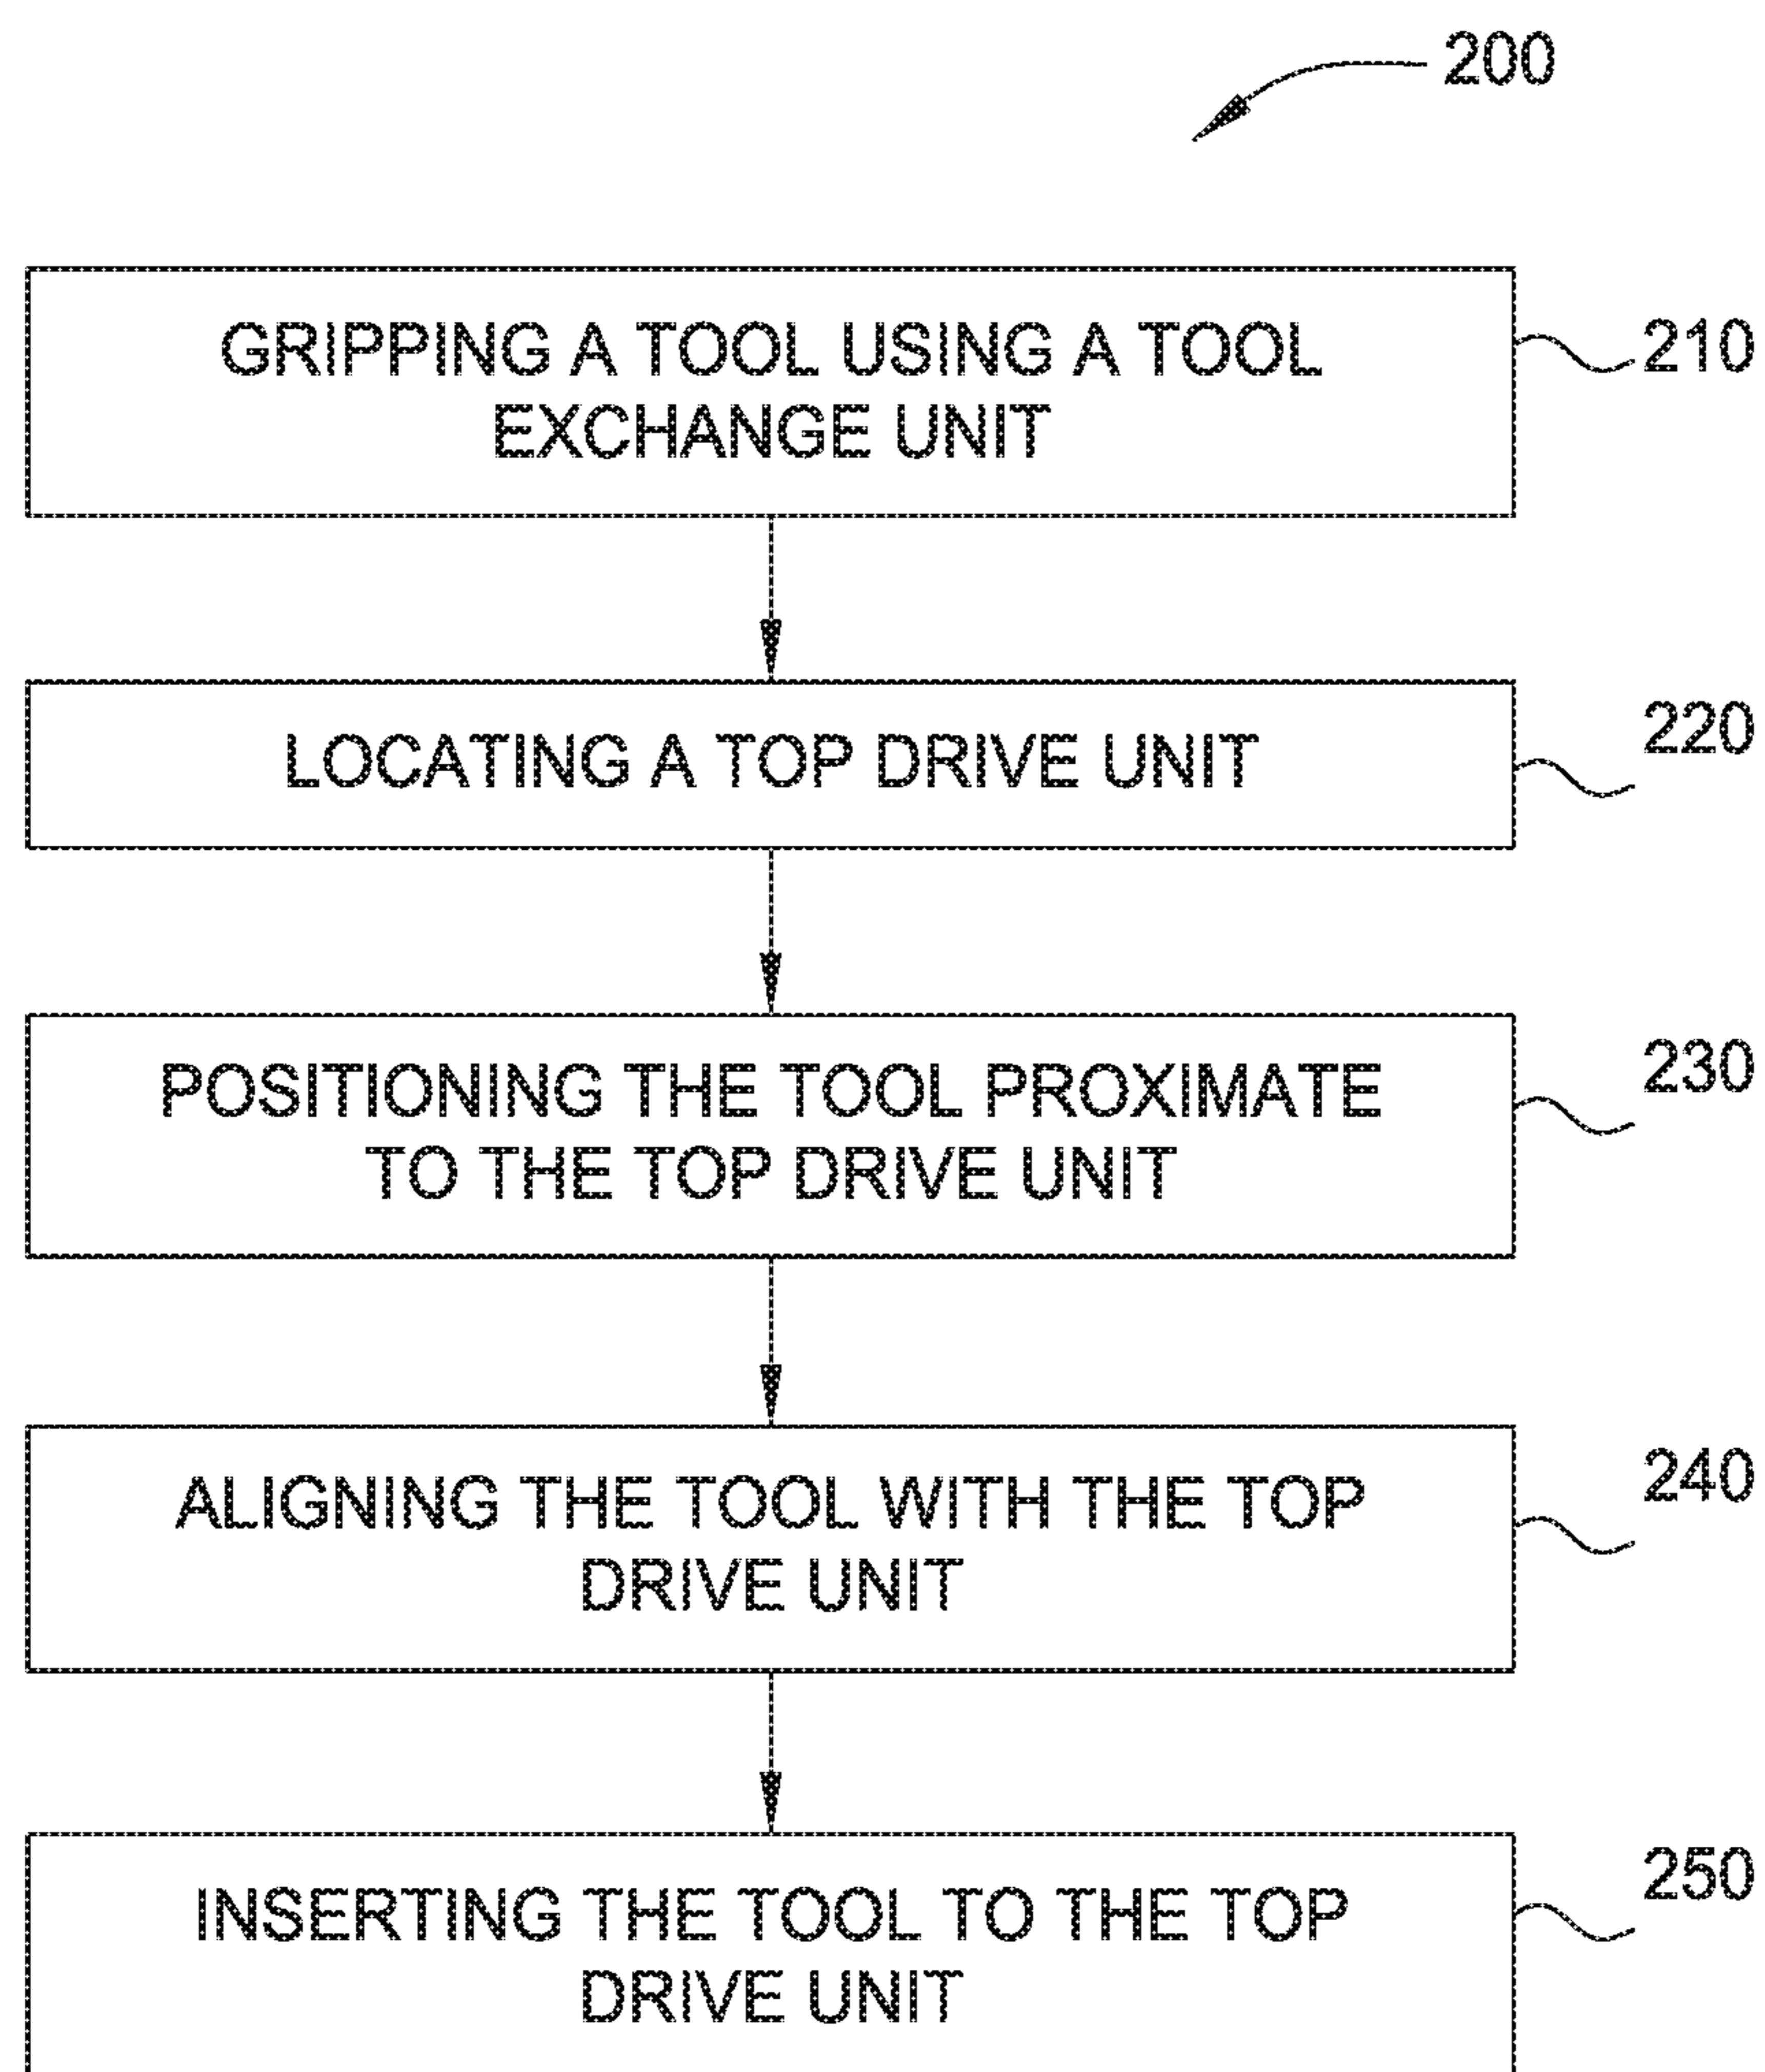 200
GRIPPING A TOOL USING A TOOL
EXCHANGE UNIT
210
LOCATING A TOP DRIVE UNIT
220
POSITIONING THE TOOL PROXIMATE
TO THE TOP DRIVE UNIT
230
ALIGNING THE TOOL WITH THE TOP
DRIVE UNIT
240
INSERTING THE TOOL TO THE TOP
DRIVE UNIT
250